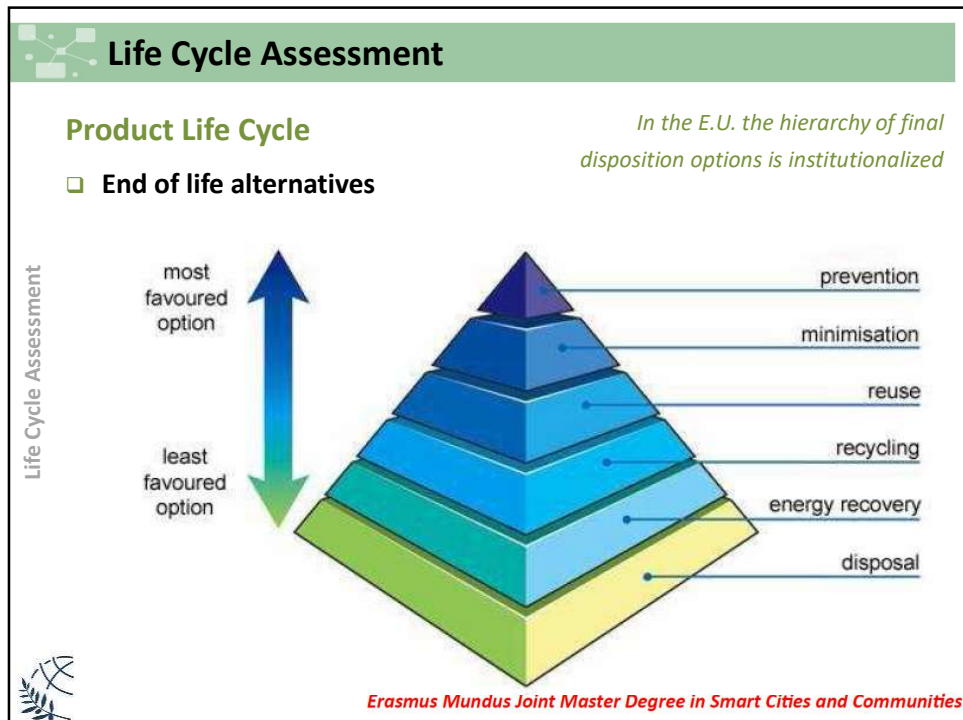 Life Cycle Assessment
Product Life Cycle
In the E.U. the hierarchy of final
disposition options is institutionalized
❑ End of life alternatives
Life Cycle Assessment
most
favoured
option
least
favoured
option
prevention
minimisation
reuse
recycling
energy recovery
disposal
Erasmus Mundus Joint Master Degree in Smart Cities and Communities